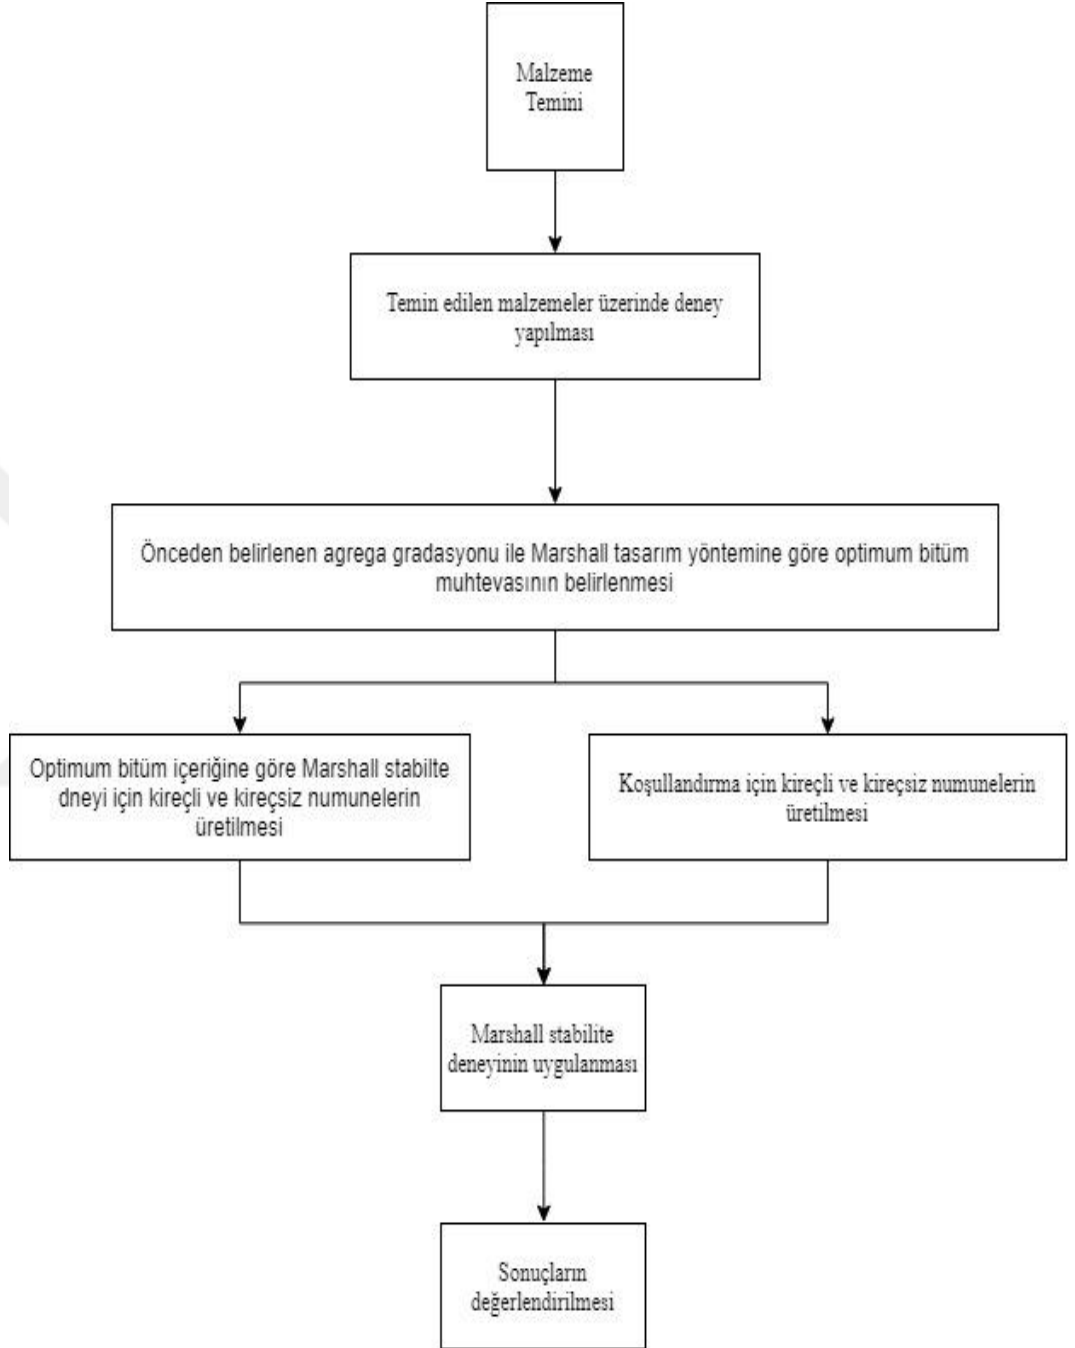 Malzeme
Temini
Temin edilen malzemeler üzerinde deney
yapılması
Önceden belirlenen agrega gradasyonu ile Marshall tasarım yöntemine göre optimum bitüm
muhtevasının belirlenmesi
Optimum bitüm içeriğine göre Marshall stabilte
dneyi için kireçli ve kireçsiz numunelerin
üretilmesi
Koşullandırma için kireçli ve kireçsiz numunelerin
üretilmesi
Marshall stabilite
deneyinin uygulanması
Sonuçların
değerlendirilmesi